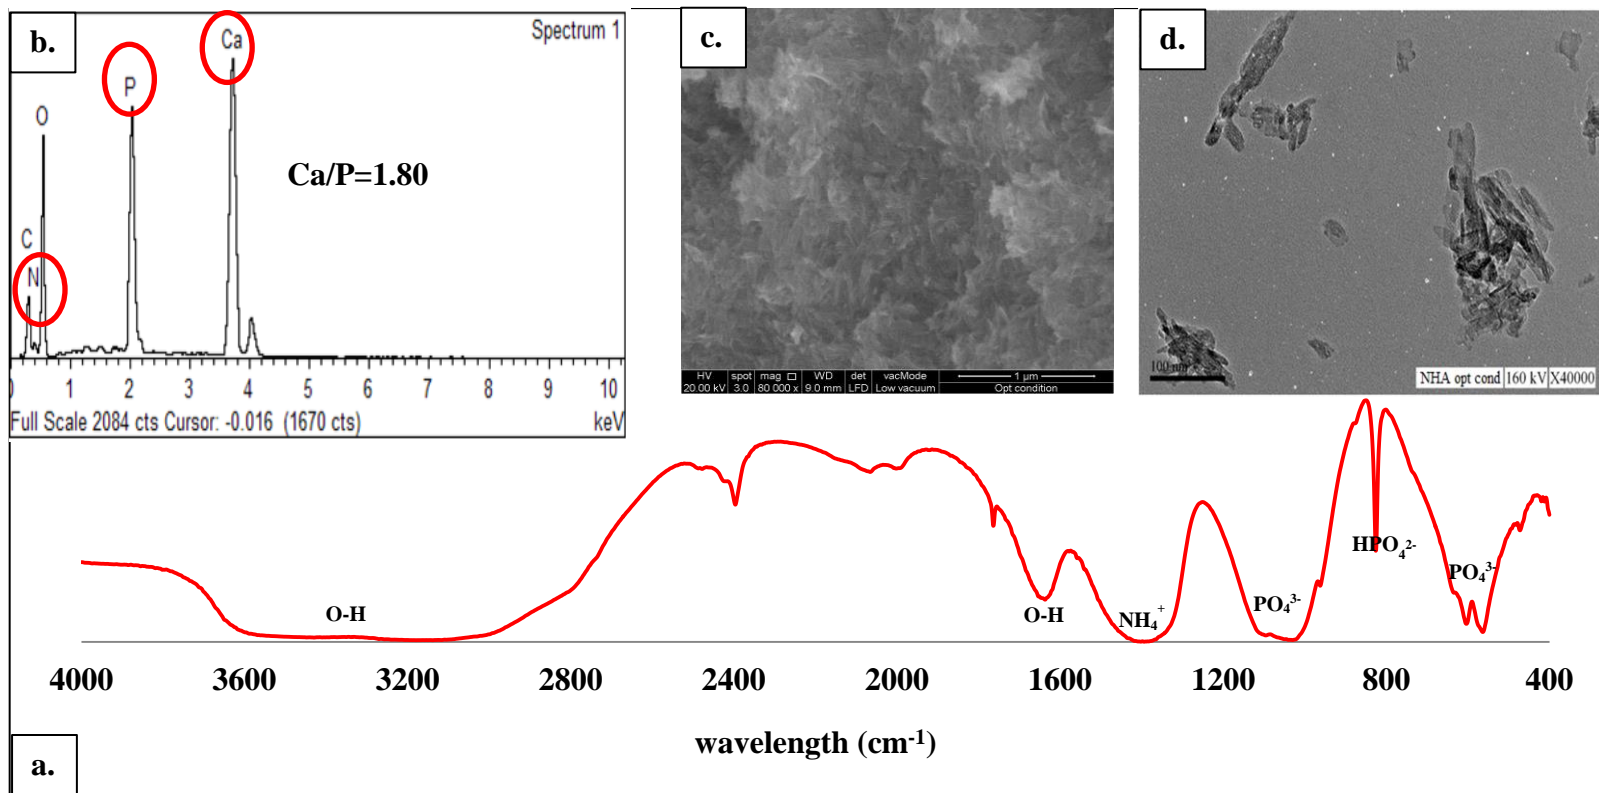 b.
Spectrum 1
Ca
P
O
Ca/P=1.80
C
N
0 1 2 3 4 5 6 7 8 9 10
Full Scale 2084 cts Cursor: -0.016 (1670 cts) keV
c.
HV spot mag □ WD det vacMode 1 µm
20.00 kV 3.0 80 000 x 9.0 mm LFD Low vacuum Opt condition
d.
100 nm
NHA opt cond 160 kV X40000
O-H
O-H
NH₄⁺
PO₄³⁻
HPO₄²⁻
PO₄³⁻
4000 3600 3200 2800 2400 2000 1600 1200 800 400
wavelength (cm⁻¹)
a.